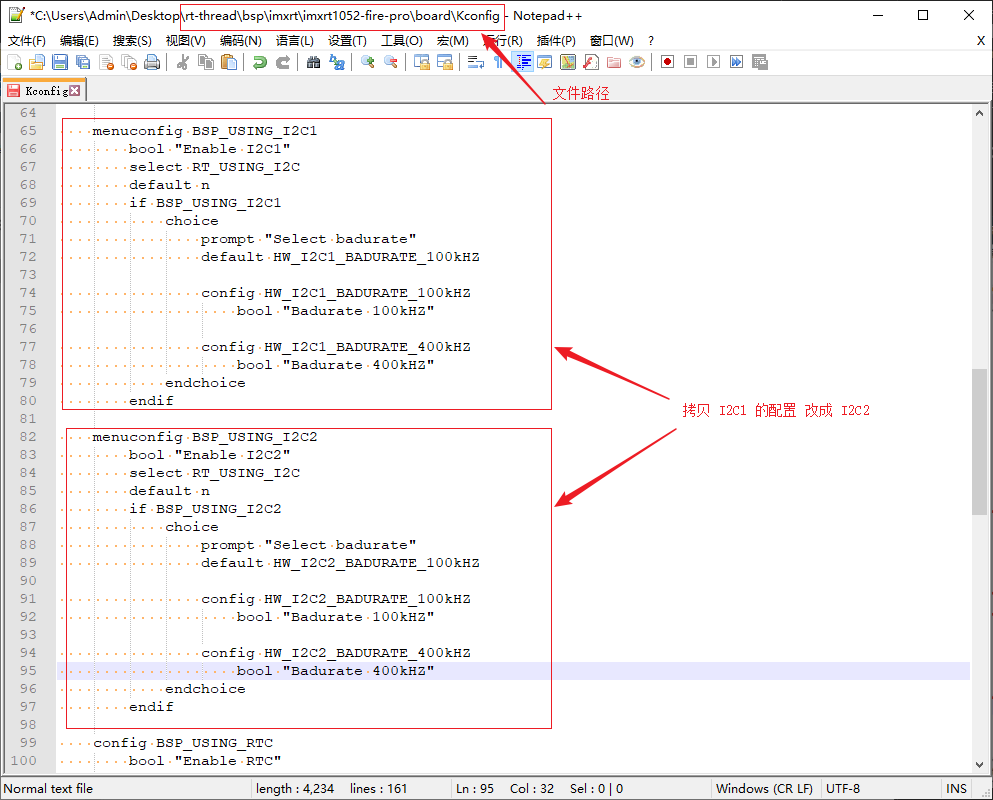 *C:\Users\Admin\Desktop\rt-thread\bsp\imxrt\imxrt1052-fire-pro\board\Kconfig - Notepad++
文件(F) 编辑(E) 搜索(S) 视图(V) 编码(N) 语言(L) 设置(T) 工具(O) 宏(M) 运行(R) 插件(P) 窗口(W) ? X
文件路径
Kconfig
64
65 menuconfig BSP_USING_I2C1
66 bool "Enable I2C1"
67 select RT_USING_I2C
68 default n
69 if BSP_USING_I2C1
70 choice
71 prompt "Select badurate"
72 default HW_I2C1_BADURATE_100kHZ
73
74 config HW_I2C1_BADURATE_100kHZ
75 bool "Badurate 100kHZ"
76
77 config HW_I2C1_BADURATE_400kHZ
78 bool "Badurate 400kHZ"
79 endchoice
80 endif
81
拷贝 I2C1 的配置 改成 I2C2
82 menuconfig BSP_USING_I2C2
83 bool "Enable I2C2"
84 select RT_USING_I2C
85 default n
86 if BSP_USING_I2C2
87 choice
88 prompt "Select badurate"
89 default HW_I2C2_BADURATE_100kHZ
90
91 config HW_I2C2_BADURATE_100kHZ
92 bool "Badurate 100kHZ"
93
94 config HW_I2C2_BADURATE_400kHZ
95 bool "Badurate 400kHZ"
96 endchoice
97 endif
98
99 config BSP_USING_RTC
100 bool "Enable RTC"
Normal text file length : 4,234 lines : 161 Ln : 95 Col : 32 Sel : 0 | 0 Windows (CR LF) UTF-8 INS